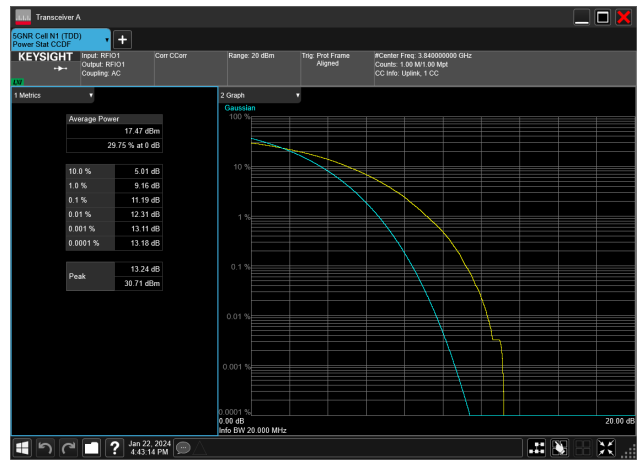 Transceiver A
5GNR Cell N1 (TDD)
Power Stat CCDF
KEYSIGHT
Input: RFIO1
Output: RFIO1
Coupling: AC
Corr CCorr
Range: 20 dBm
Trig: Prot Frame
Aligned
#Center Freq: 3.840000000 GHz
Counts: 1.00 M/1.00 Mpt
CC Info: Uplink, 1 CC
1 Metrics
Average Power
17.47 dBm
29.75 % at 0 dB
10.0 % 5.01 dB
1.0 % 9.16 dB
0.1 % 11.19 dB
0.01 % 12.31 dB
0.001 % 13.11 dB
0.0001 % 13.18 dB
Peak
13.24 dB
30.71 dBm
2 Graph
Gaussian
100 %
10 %
1 %
0.1 %
0.01 %
0.001 %
0.0001 %
0.00 dB
20.00 dB
Info BW 20.000 MHz
Jan 22, 2024
4:43:14 PM